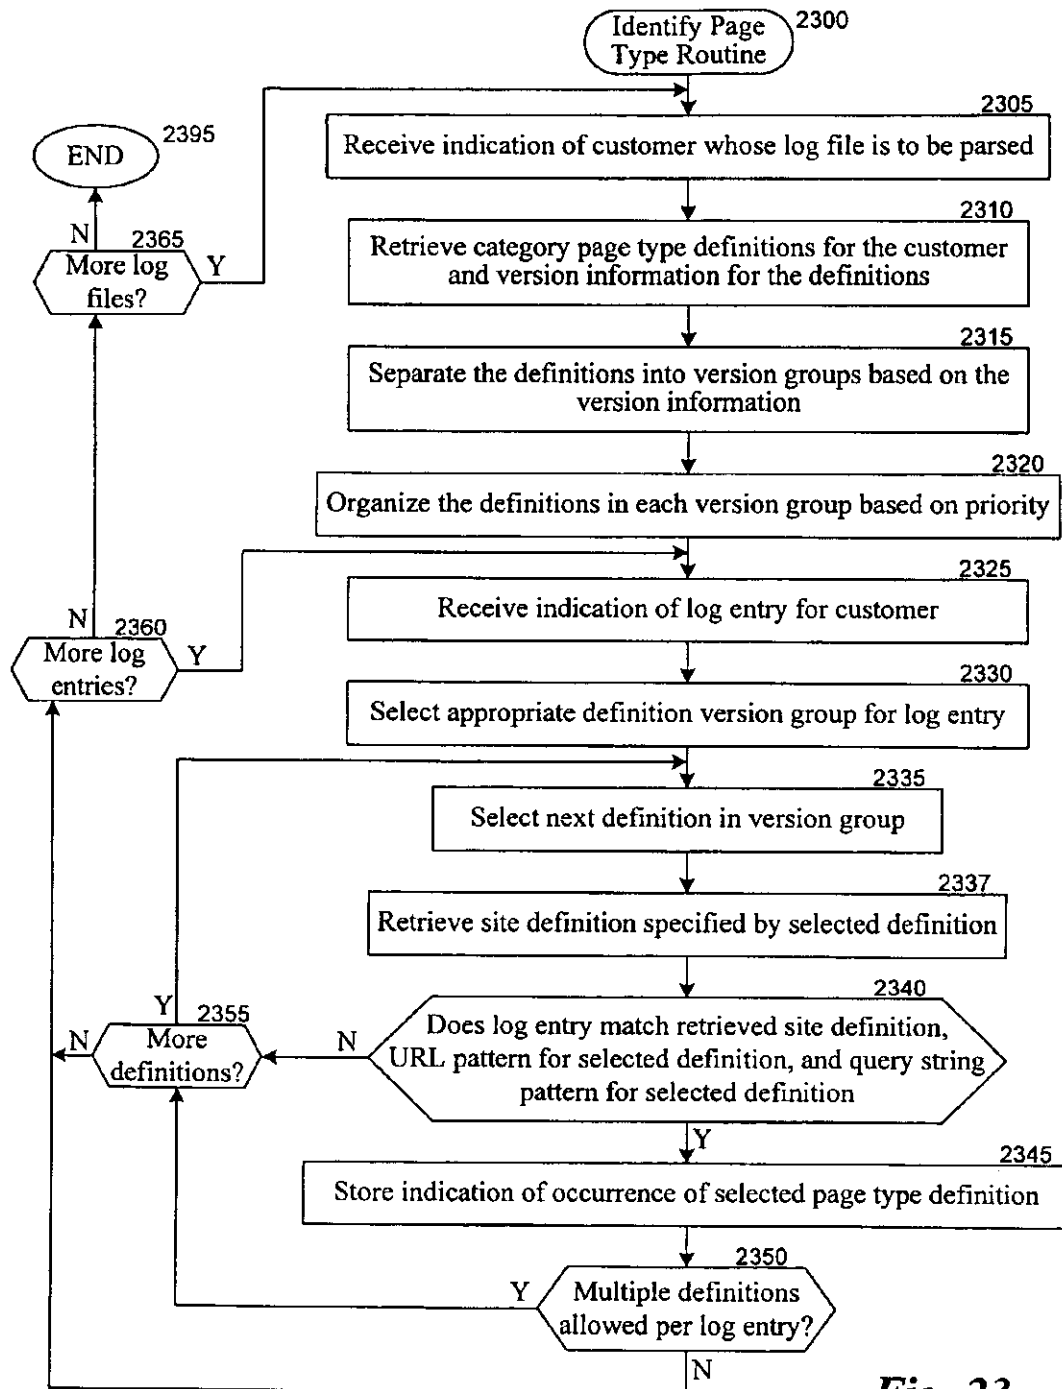 Identify Page
Type Routine
2300
2305
Receive indication of customer whose log file is to be parsed
2395
END
2310
Retrieve category page type definitions for the customer
and version information for the definitions
N
2365
More log
files?
Y
2315
Separate the definitions into version groups based on the
version information
2320
Organize the definitions in each version group based on priority
2325
Receive indication of log entry for customer
N
2360
More log
entries?
Y
2330
Select appropriate definition version group for log entry
2335
Select next definition in version group
2337
Retrieve site definition specified by selected definition
2340
Does log entry match retrieved site definition,
URL pattern for selected definition, and query string
pattern for selected definition
N
Y
2355
More
definitions?
N
Y
2345
Store indication of occurrence of selected page type definition
2350
Multiple definitions
allowed per log entry?
Y
N
Fig. 23